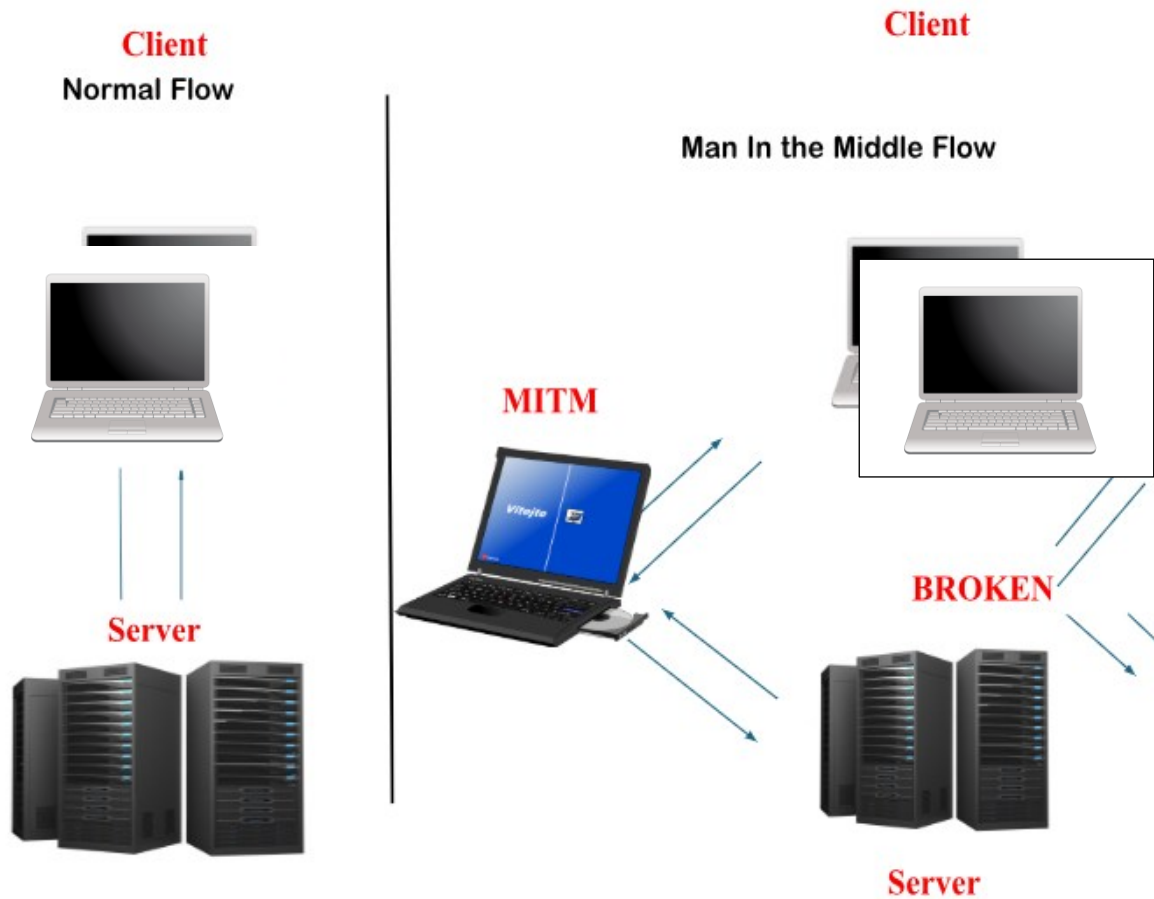 Client
Normal Flow
Server
Client
Man In the Middle Flow
MITM
Vitejte
BROKEN
Server